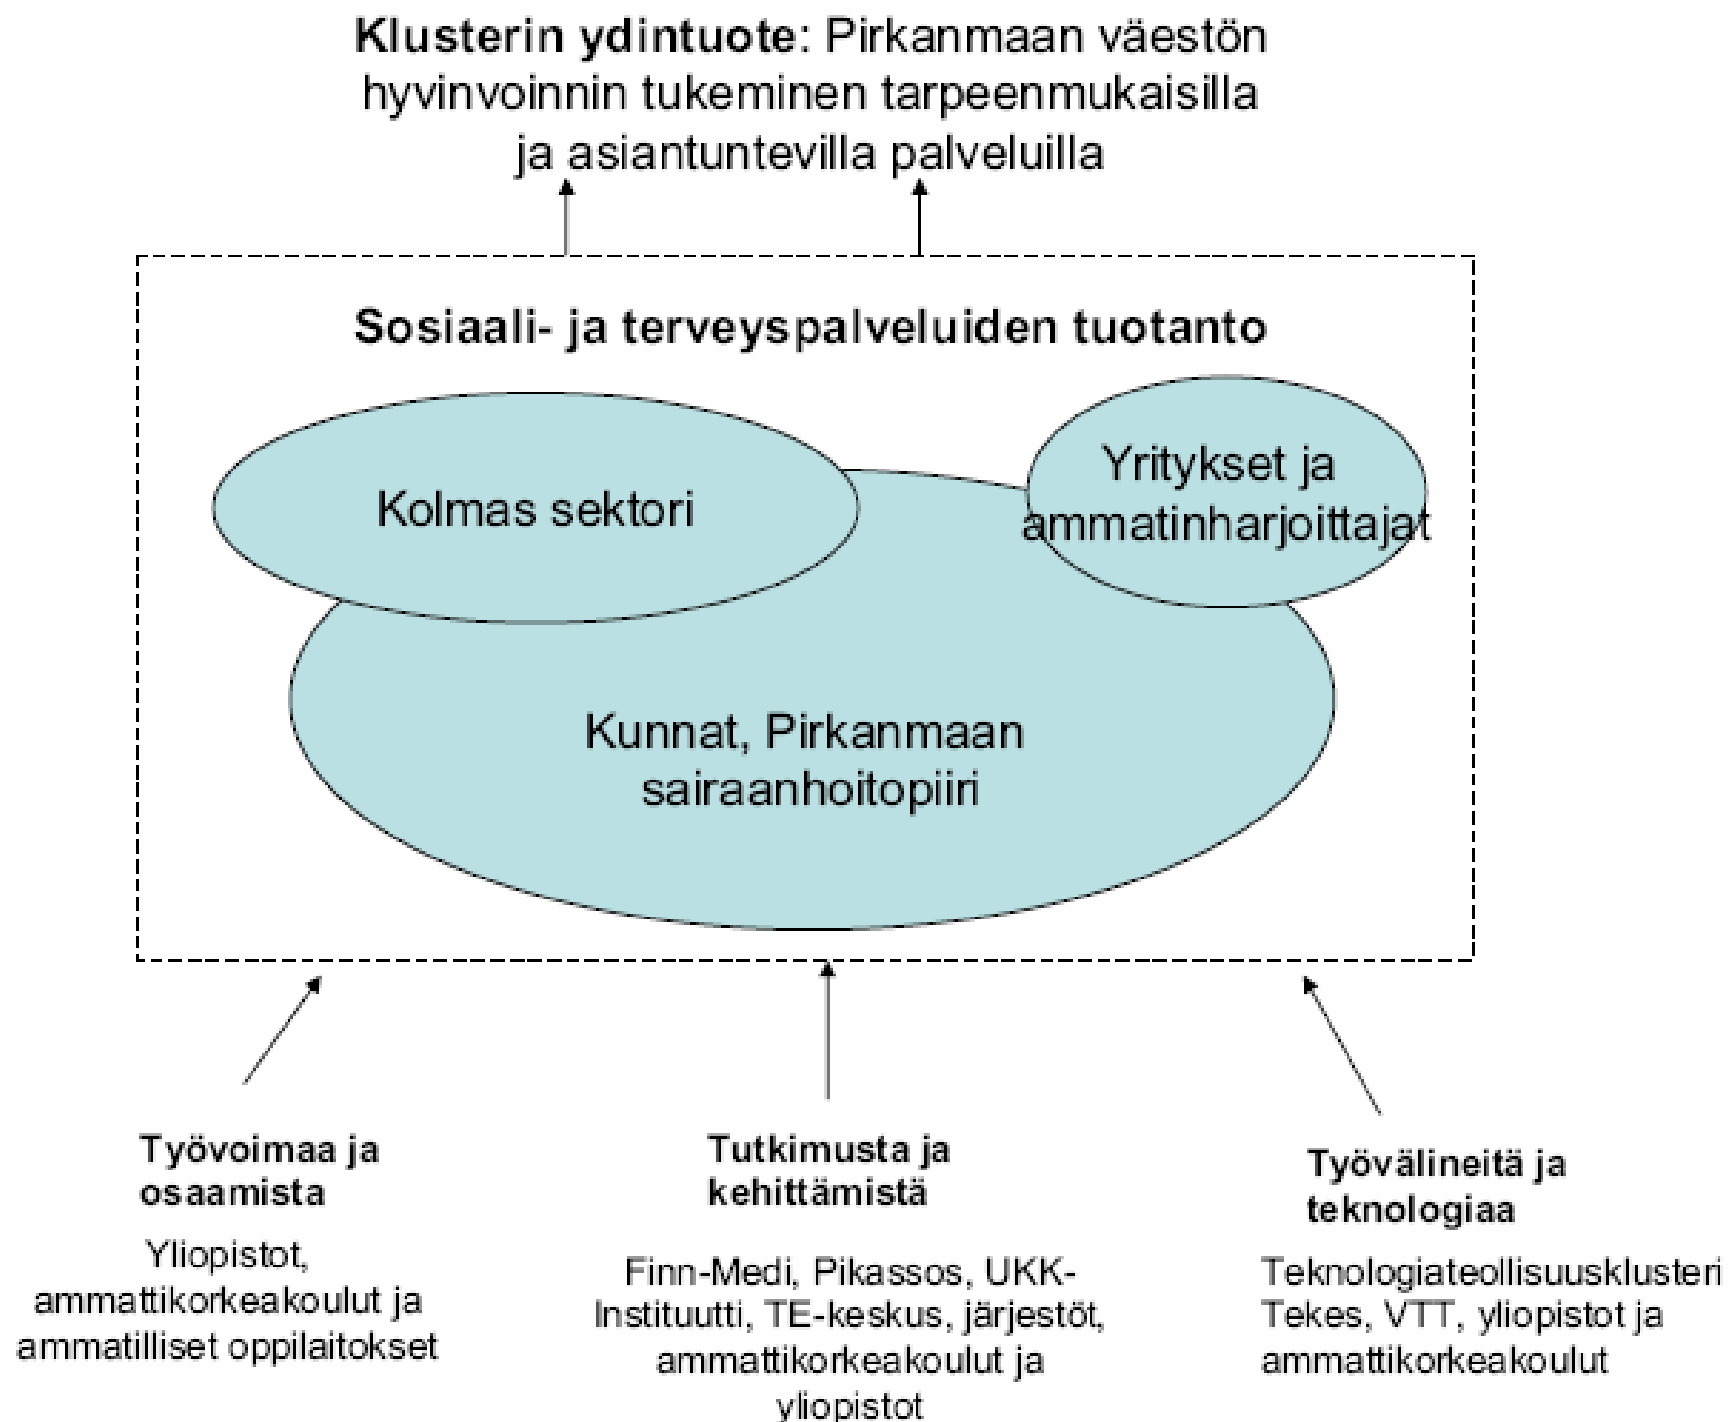 Klusterin ydintuote: Pirkanmaan väestön
hyvinvoinnin tukeminen tarpeenmukaisilla
ja asiantuntevilla palveluilla
Sosiaali- ja terveyspalveluiden tuotanto
Kolmas sektori
Yritykset ja
ammatinharjoittajat
Kunnat, Pirkanmaan
sairaanhoitopiiri
Työvoimaa ja
osaamista
Yliopistot,
ammattikorkeakoulut ja
ammatilliset oppilaitokset
Tutkimusta ja
kehittämistä
Finn-Medi, Pikassos, UKK-
Instituutti, TE-keskus, järjestöt,
ammattikorkeakoulut ja
yliopistot
Työvälineitä ja
teknologiaa
Teknologiateollisuusklusteri
Tekes, VTT, yliopistot ja
ammattikorkeakoulut